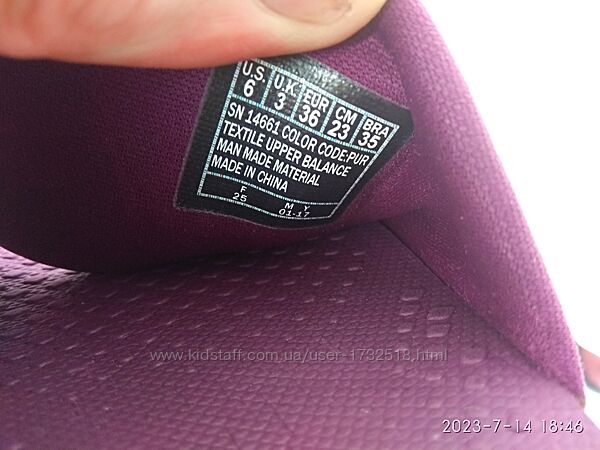 U.S. U.K. EUR CM BRA
6 3 36 23 35
SN 14661 COLOR CODE:PUR
TEXTILE UPPER BALANCE
MAN MADE MATERIAL
MADE IN CHINA
F M Y
25 01-17
www.kidstaff.com.ua/user-1732513.html
2023-7-14 18:46